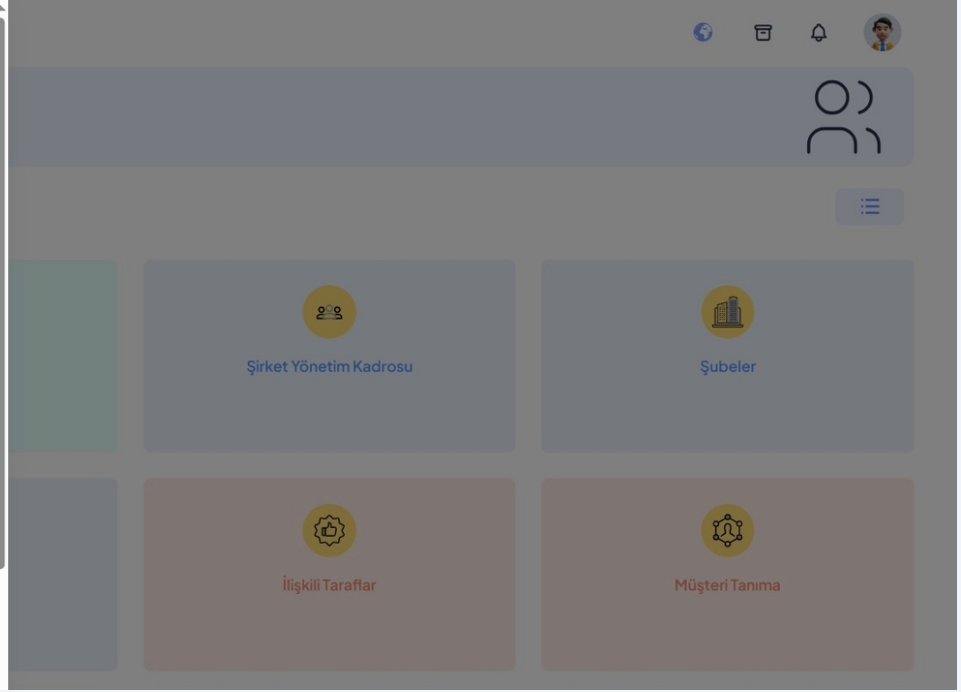 Şirket Yönetim Kadrosu
Şubeler
İlişkili Taraflar
Müşteri Tanıma